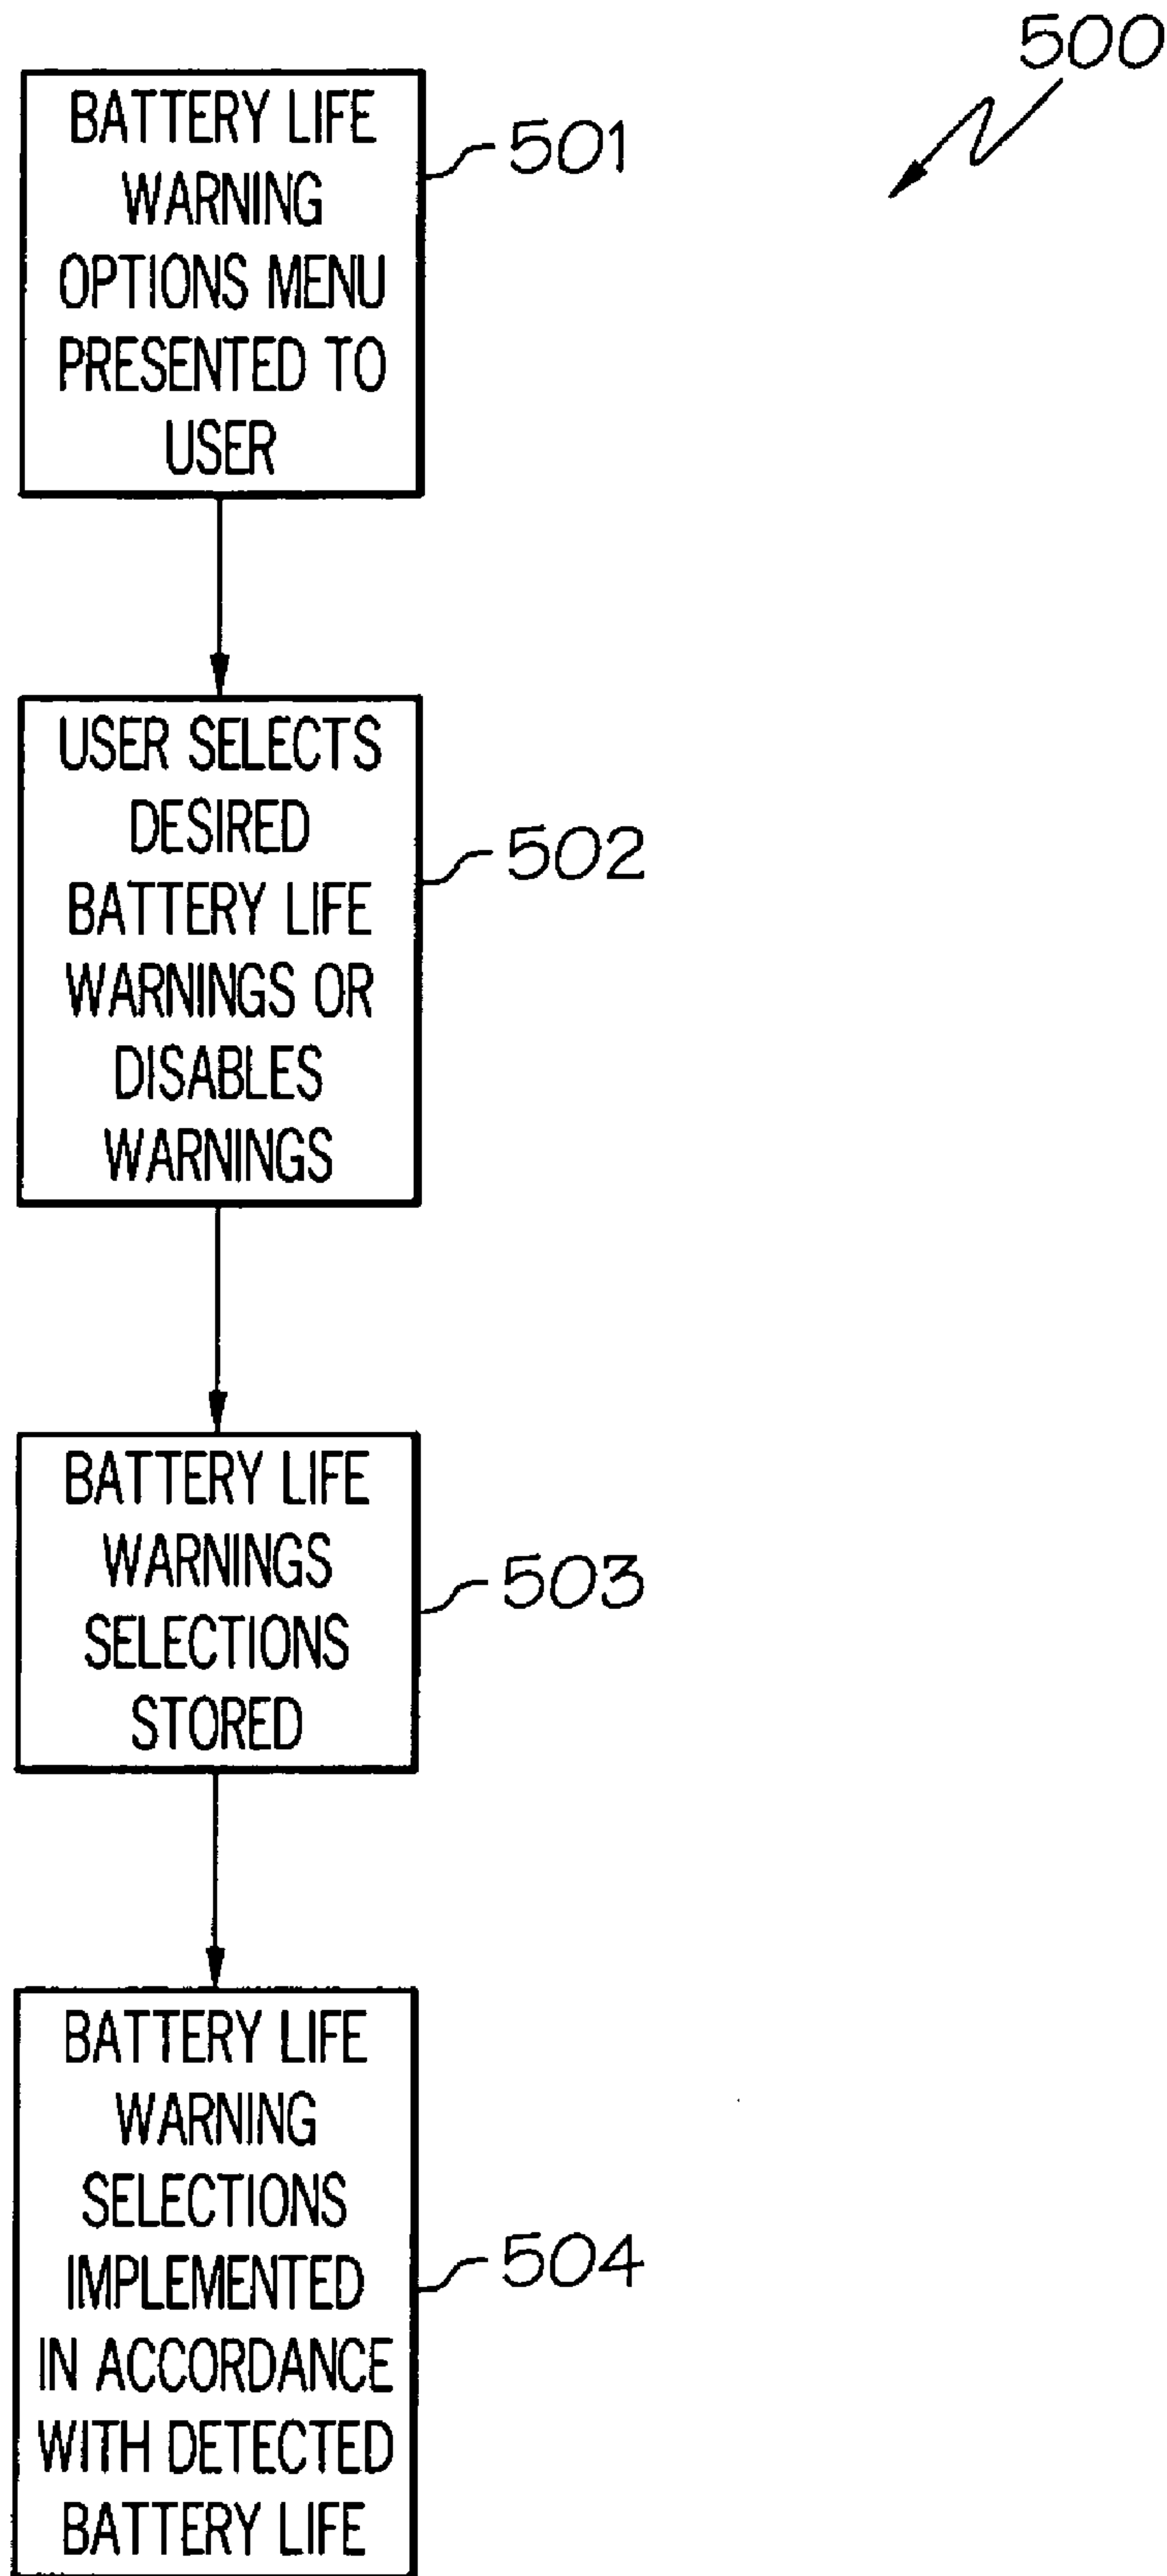 500
BATTERY LIFE
WARNING
OPTIONS MENU
PRESENTED TO
USER
501
USER SELECTS
DESIRED
BATTERY LIFE
WARNINGS OR
DISABLES
WARNINGS
502
BATTERY LIFE
WARNINGS
SELECTIONS
STORED
503
BATTERY LIFE
WARNING
SELECTIONS
IMPLEMENTED
IN ACCORDANCE
WITH DETECTED
BATTERY LIFE
504